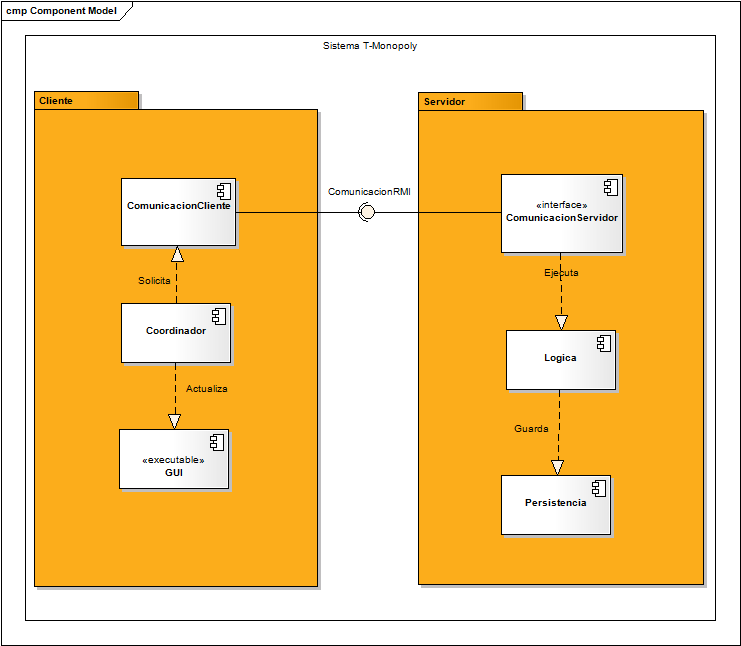 cmp Component Model
Sistema T-Monopoly
Cliente
Servidor
ComunicacionCliente
ComunicacionRMI
«interface»
ComunicacionServidor
Solicita
Ejecuta
Coordinador
Logica
Actualiza
Guarda
«executable»
GUI
Persistencia